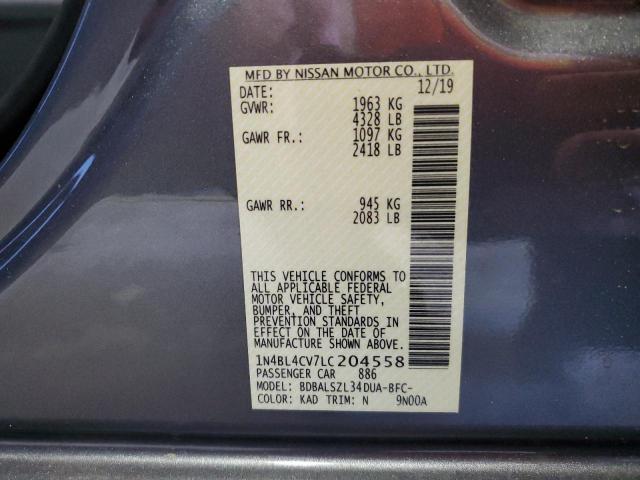 MFD BY NISSAN MOTOR CO., LTD.
DATE: 12/19
GVWR: 1963 KG
4328 LB
GAWR FR.: 1097 KG
2418 LB
GAWR RR.: 945 KG
2083 LB
THIS VEHICLE CONFORMS TO
ALL APPLICABLE FEDERAL
MOTOR VEHICLE SAFETY,
BUMPER, AND THEFT
PREVENTION STANDARDS IN
EFFECT ON THE DATE OF
MANUFACTURE SHOWN ABOVE.
1N4BL4CV7LC204558
PASSENGER CAR 886
MODEL: BDBALSZL34DUA-BFC-
COLOR: KAD TRIM: N 9N00A